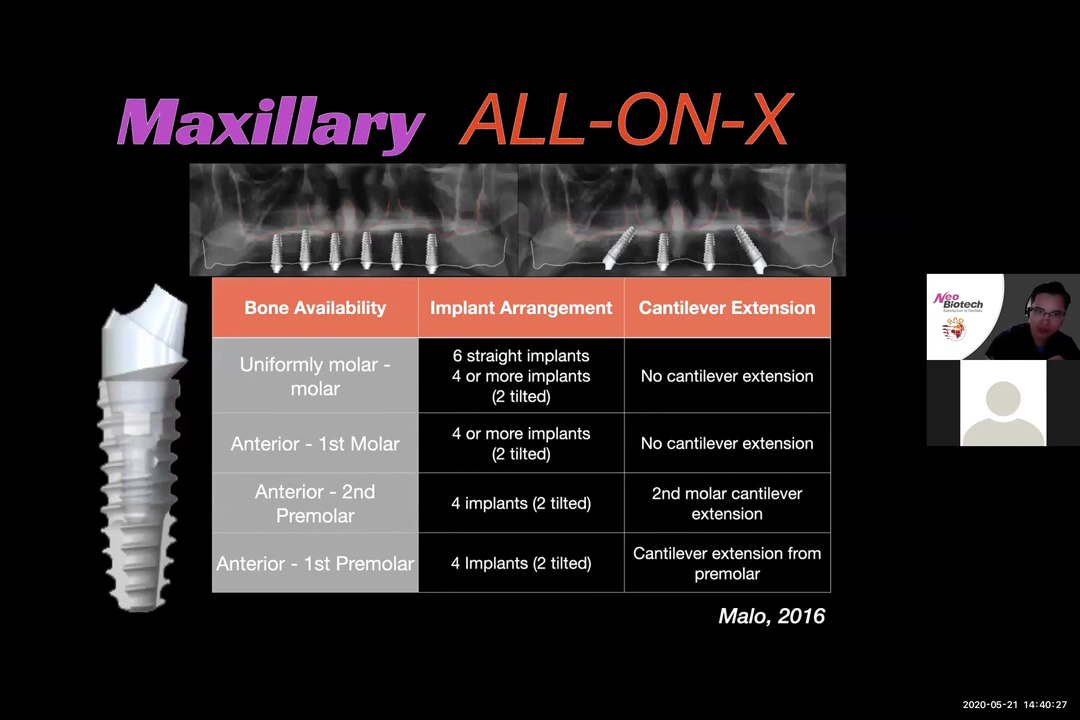 Maxillary ALL-ON-X
Bone Availability
Implant Arrangement
Cantilever Extension
Uniformly molar -
molar
6 straight implants
4 or more implants
(2 tilted)
No cantilever extension
Anterior - 1st Molar
4 or more implants
(2 tilted)
No cantilever extension
Anterior - 2nd
Premolar
4 implants (2 tilted)
2nd molar cantilever
extension
Anterior - 1st Premolar
4 Implants (2 tilted)
Cantilever extension from
premolar
Malo, 2016
Neo
Biotech
2020-05-21 14:40:27